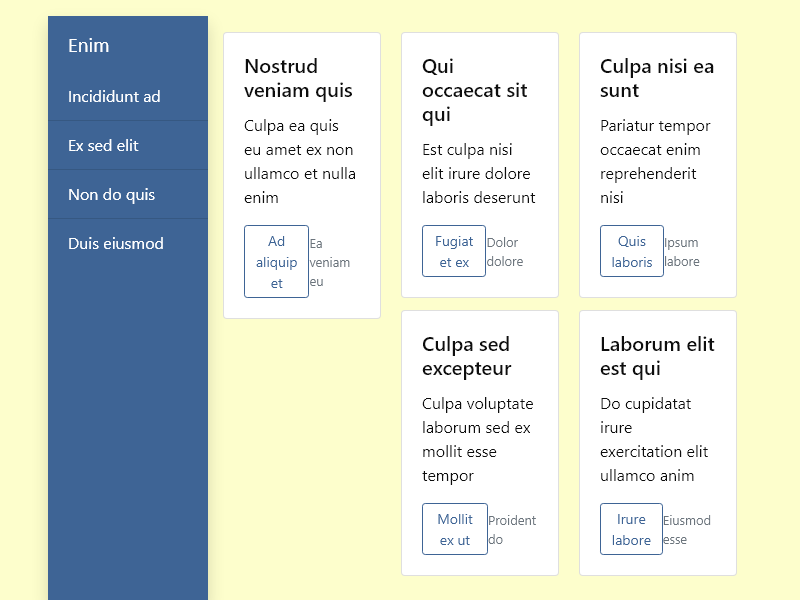 Enim
Incididunt ad
Ex sed elit
Non do quis
Duis eiusmod
Nostrud
veniam quis
Culpa ea quis
eu amet ex non
ullamco et nulla
enim
Ad
aliquip
et
Ea
veniam
eu
Qui
occaecat sit
qui
Est culpa nisi
elit irure dolore
laboris deserunt
Fugiat
et ex
Dolor
dolore
Culpa sed
excepteur
Culpa voluptate
laborum sed ex
mollit esse
tempor
Mollit
ex ut
Proident
do
Culpa nisi ea
sunt
Pariatur tempor
occaecat enim
reprehenderit
nisi
Quis
laboris
Ipsum
labore
Laborum elit
est qui
Do cupidatat
irure
exercitation elit
ullamco anim
Irure
labore
Eiusmod
esse